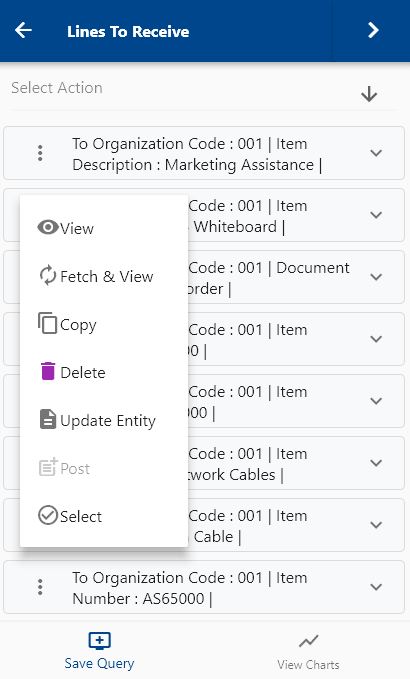 Lines To Receive
Select Action
To Organization Code : 001 | Item
Description : Marketing Assistance |
Code : 001 | Item
Whiteboard |
Code : 001 | Document
order |
Code : 001 | Item
00 |
Code : 001 | Item
000 |
Code : 001 | Item
twork Cables |
Code : 001 | Item
Cable |
View
Fetch & View
Copy
Delete
Update Entity
Post
Select
To Organization Code : 001 | Item
Number : AS65000 |
Save Query
View Charts